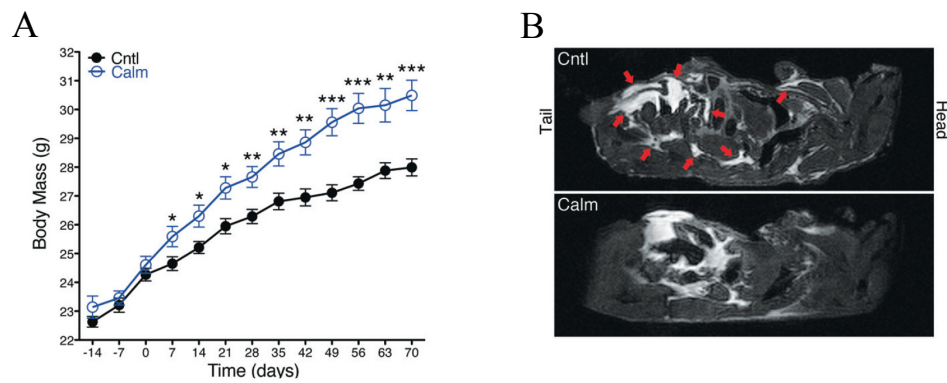 A
B
32
31
30
29
28
27
26
25
24
23
22
Body Mass (g)
Cntl
Calm
*
*
*
**
**
**
***
***
**
***
-14 -7 0 7 14 21 28 35 42 49 56 63 70
Time (days)
Cntl
Tail
Head
Calm